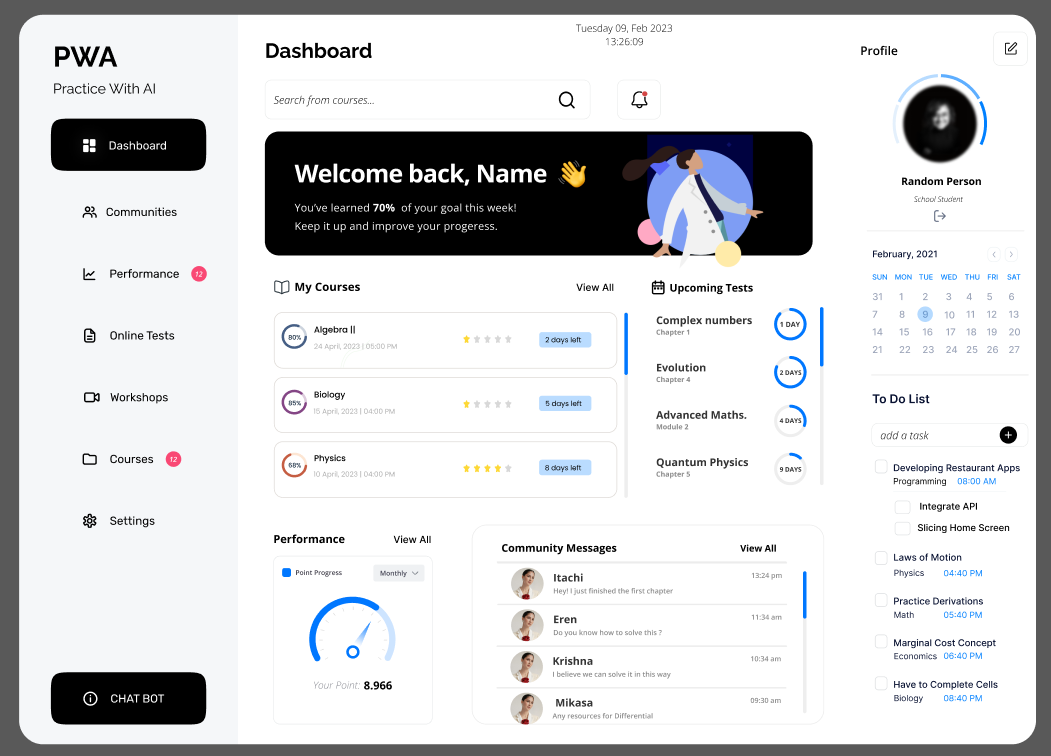 PWA
Practice With AI
Dashboard
Communities
Performance 12
Online Tests
Workshops
Courses 12
Settings
CHAT BOT
Dashboard
Tuesday 09, Feb 2023
13:26:09
Search from courses...
Welcome back, Name 👋
You've learned 70% of your goal this week!
Keep it up and improve your progeress.
My Courses View All
80% Algebra || 2 days left
24 April, 2023 | 05:00 PM
85% Biology 5 days left
15 April, 2023 | 04:00 PM
68% Physics 8 days left
10 April, 2023 | 04:00 PM
Upcoming Tests
Complex numbers 1 DAY
Chapter 1
Evolution 2 DAYS
Chapter 4
Advanced Maths. 4 DAYS
Module 2
Quantum Physics 9 DAYS
Chapter 5
Performance View All
Point Progress Monthly
Your Point: 8.966
Community Messages View All
Itachi 13:24 pm
Hey! I just finished the first chapter
Eren 11:34 am
Do you know how to solve this ?
Krishna 10:34 am
I believe we can solve it in this way
Mikasa 09:30 am
Any resources for Differential
Profile
Random Person
School Student
February, 2021
SUN MON TUE WED THU FRI SAT
31 1 2 3 4 5 6
7 8 9 10 11 12 13
14 15 16 17 18 19 20
21 22 23 24 25 26 27
To Do List
add a task
Developing Restaurant Apps
Programming 08:00 AM
Integrate API
Slicing Home Screen
Laws of Motion
Physics 04:40 PM
Practice Derivations
Math 05:40 PM
Marginal Cost Concept
Economics 06:40 PM
Have to Complete Cells
Biology 08:40 PM